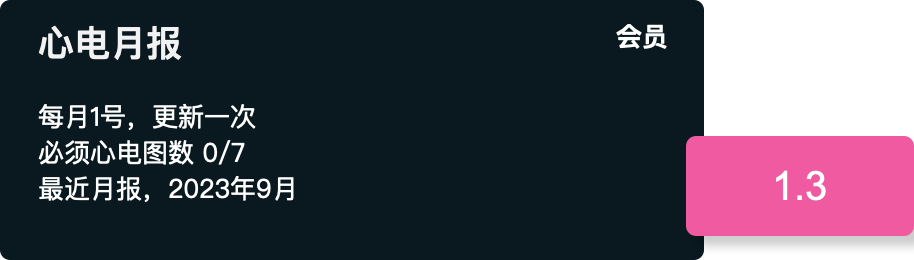 心电月报
会员
每月1号，更新一次
必须心电图数 0/7
最近月报，2023年9月
1.3